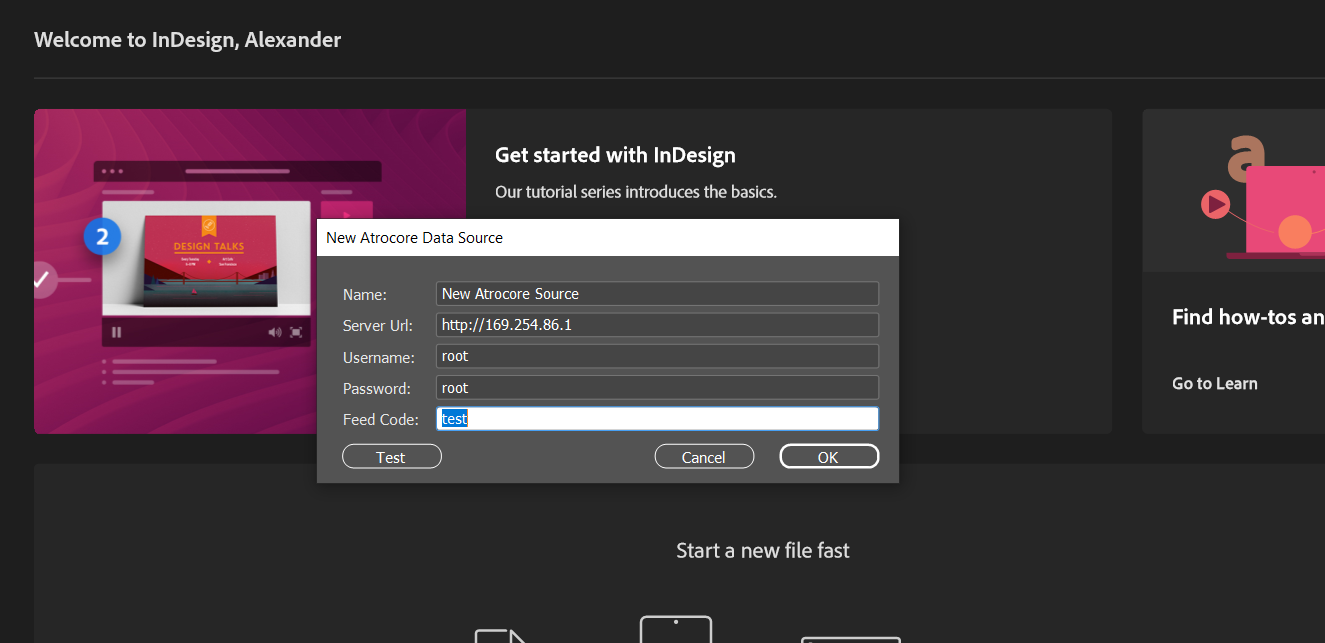 Welcome to InDesign, Alexander
Get started with InDesign
Our tutorial series introduces the basics.
2
DESIGN TALKS
a
New Atrocore Data Source
Name: New Atrocore Source
Server Url: http://169.254.86.1
Username: root
Password: root
Feed Code: test
Test Cancel OK
Find how-tos an
Go to Learn
Start a new file fast